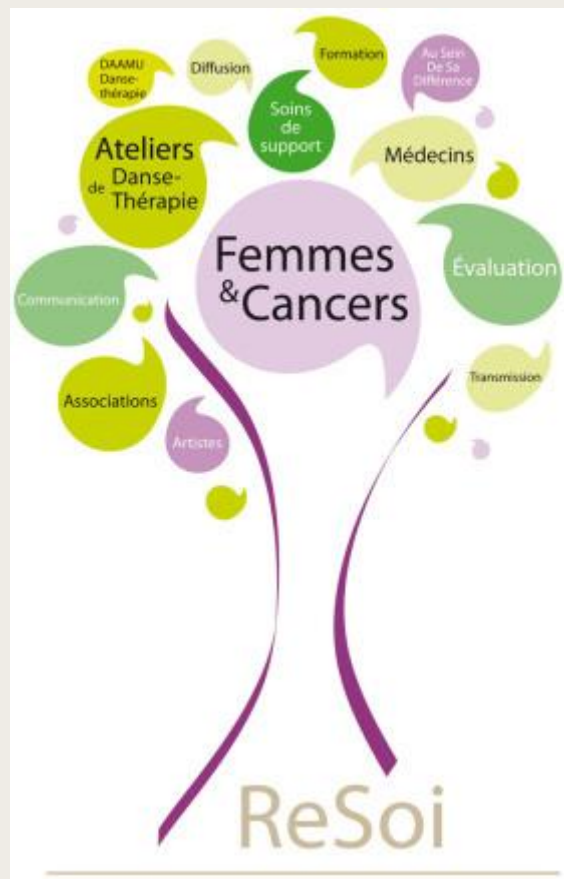 DAAMU
Danse-
thérapie
Diffusion
Formation
Au Sein
De Sa
Différence
Soins
de
support
Ateliers
de Danse-
Thérapie
Médecins
Femmes
& Cancers
Évaluation
Communication
Transmission
Associations
Artistes
ReSoi